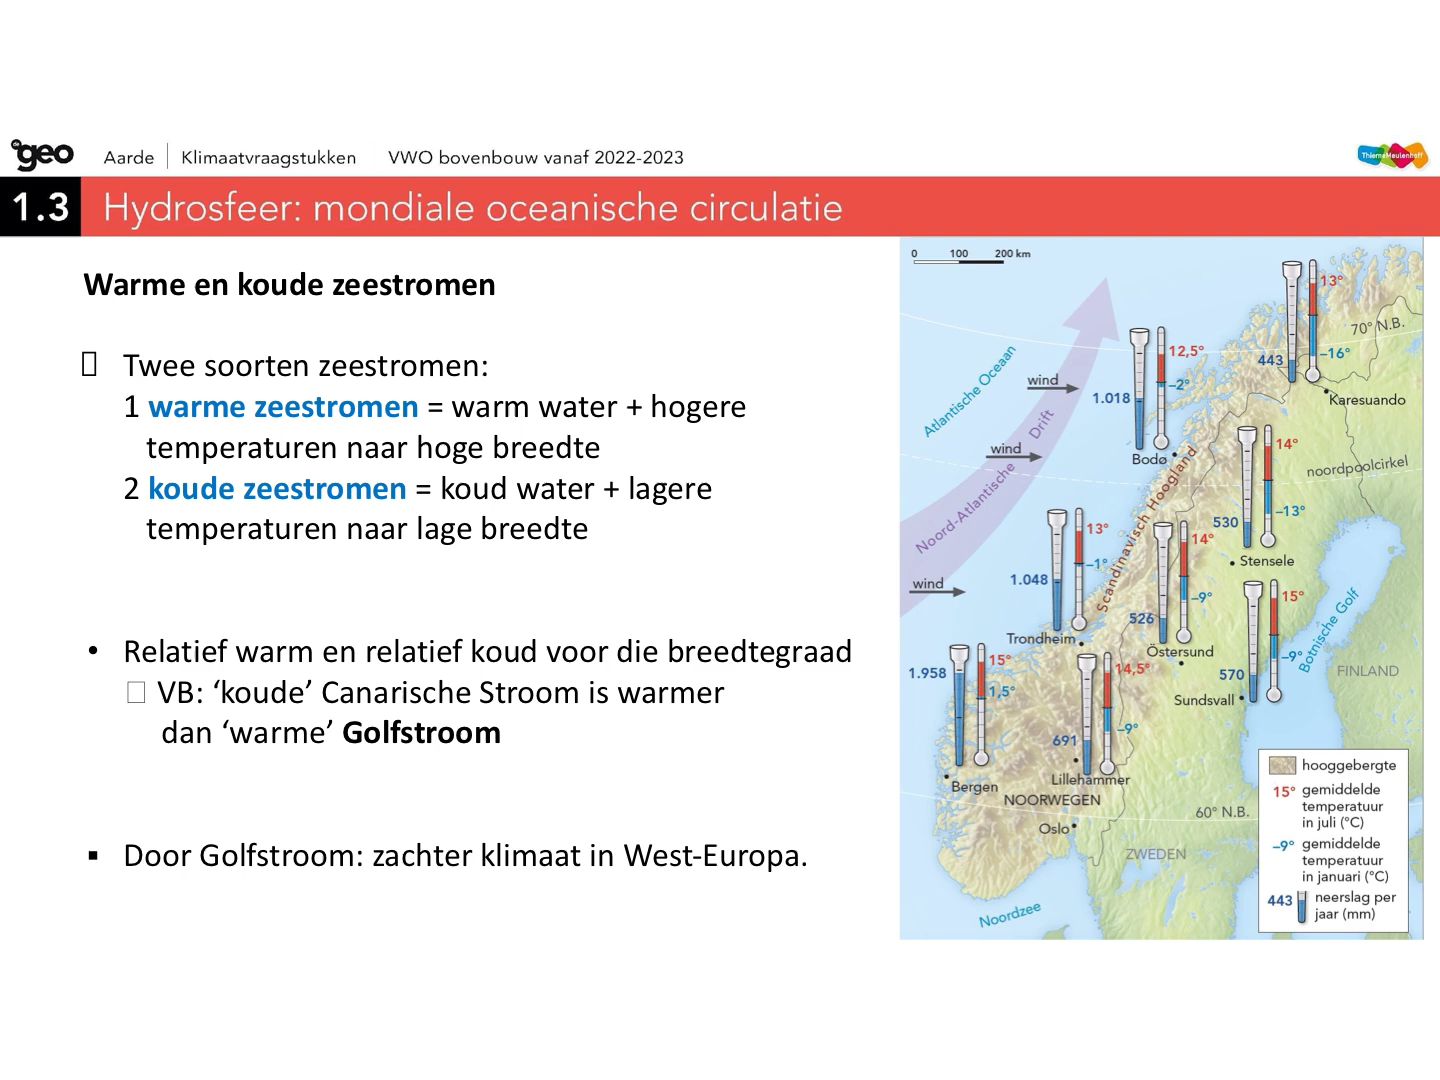 de geo
Aarde | Klimaatvraagstukken VWO bovenbouw vanaf 2022-2023
ThiemeMeulenhoff
1.3 Hydrosfeer: mondiale oceanische circulatie
Warme en koude zeestromen
Twee soorten zeestromen:
1 warme zeestromen = warm water + hogere
temperaturen naar hoge breedte
2 koude zeestromen = koud water + lagere
temperaturen naar lage breedte
• Relatief warm en relatief koud voor die breedtegraad
VB: ‘koude’ Canarische Stroom is warmer
dan ‘warme’ Golfstroom
▪ Door Golfstroom: zachter klimaat in West-Europa.
0 100 200 km
13°
70° N.B.
443
–16°
Karesuando
Atlantische Oceaan
wind
12,5°
–2°
1.018
Bodø
wind
Noord-Atlantische Drift
14°
noordpoolcirkel
530
–13°
Stensele
Scandinavisch Hoogland
wind
13°
–1°
1.048
Trondheim
14°
–9°
526
Östersund
15°
–9°
570
Sundsvall
Botnische Golf
FINLAND
1.958
15°
1,5°
Bergen
14,5°
–9°
691
Lillehammer
NOORWEGEN
60° N.B.
Oslo
ZWEDEN
Noordzee
hooggebergte
15° gemiddelde
temperatuur
in juli (°C)
–9° gemiddelde
temperatuur
in januari (°C)
443 neerslag per
jaar (mm)